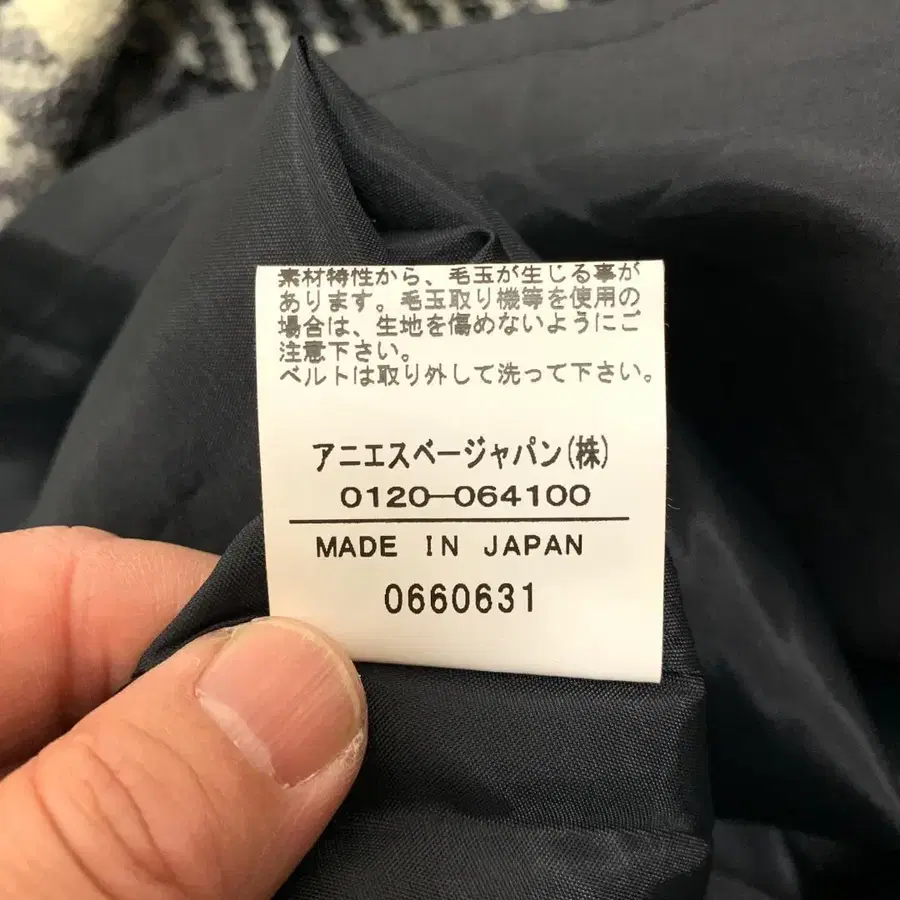 素材特性から、毛玉が生じる事が
あります。毛玉取り機等を使用の
場合は、生地を傷めないようにご
注意下さい。
ベルトは取り外して洗って下さい。
アニエスベージャパン(株)
0120-064100
MADE IN JAPAN
0660631